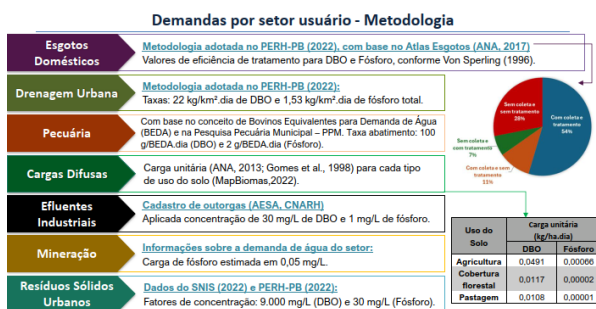 Demandas por setor usuário - Metodologia
Esgotos
Domésticos
Metodologia adotada no PERH-PB (2022), com base no Atlas Esgotos (ANA, 2017)
Valores de eficiência de tratamento para DBO e Fósforo, conforme Von Sperling (1996).
Drenagem Urbana
Metodologia adotada no PERH-PB (2022):
Taxas: 22 kg/km².dia de DBO e 1,53 kg/km².dia de fósforo total.
Pecuária
Com base no conceito de Bovinos Equivalentes para Demanda de Água
(BEDA) e na Pesquisa Pecuária Municipal – PPM. Taxa abatimento: 100
g/BEDA.dia (DBO) e 2 g/BEDA.dia (Fósforo).
Cargas Difusas
Carga unitária (ANA, 2013; Gomes et al., 1998) para cada tipo
de uso do solo (MapBiomas,2022).
Efluentes
Industriais
Cadastro de outorgas (AESA, CNARH)
Aplicada concentração de 30 mg/L de DBO e 1 mg/L de fósforo.
Mineração
Informações sobre a demanda de água do setor:
Carga de fósforo estimada em 0,05 mg/L.
Resíduos Sólidos
Urbanos
Dados do SNIS (2022) e PERH-PB (2022):
Fatores de concentração: 9.000 mg/L (DBO) e 30 mg/L (Fósforo).
Sem coleta e
sem tratamento
28%
Com coleta e
tratamento
54%
Sem coleta e
com tratamento
7%
Com coleta e sem
tratamento
11%
Uso do
Solo
Carga unitária
(kg/ha.dia)
DBO Fósforo
Agricultura 0,0491 0,00066
Cobertura
florestal 0,0117 0,00002
Pastagem 0,0108 0,00001